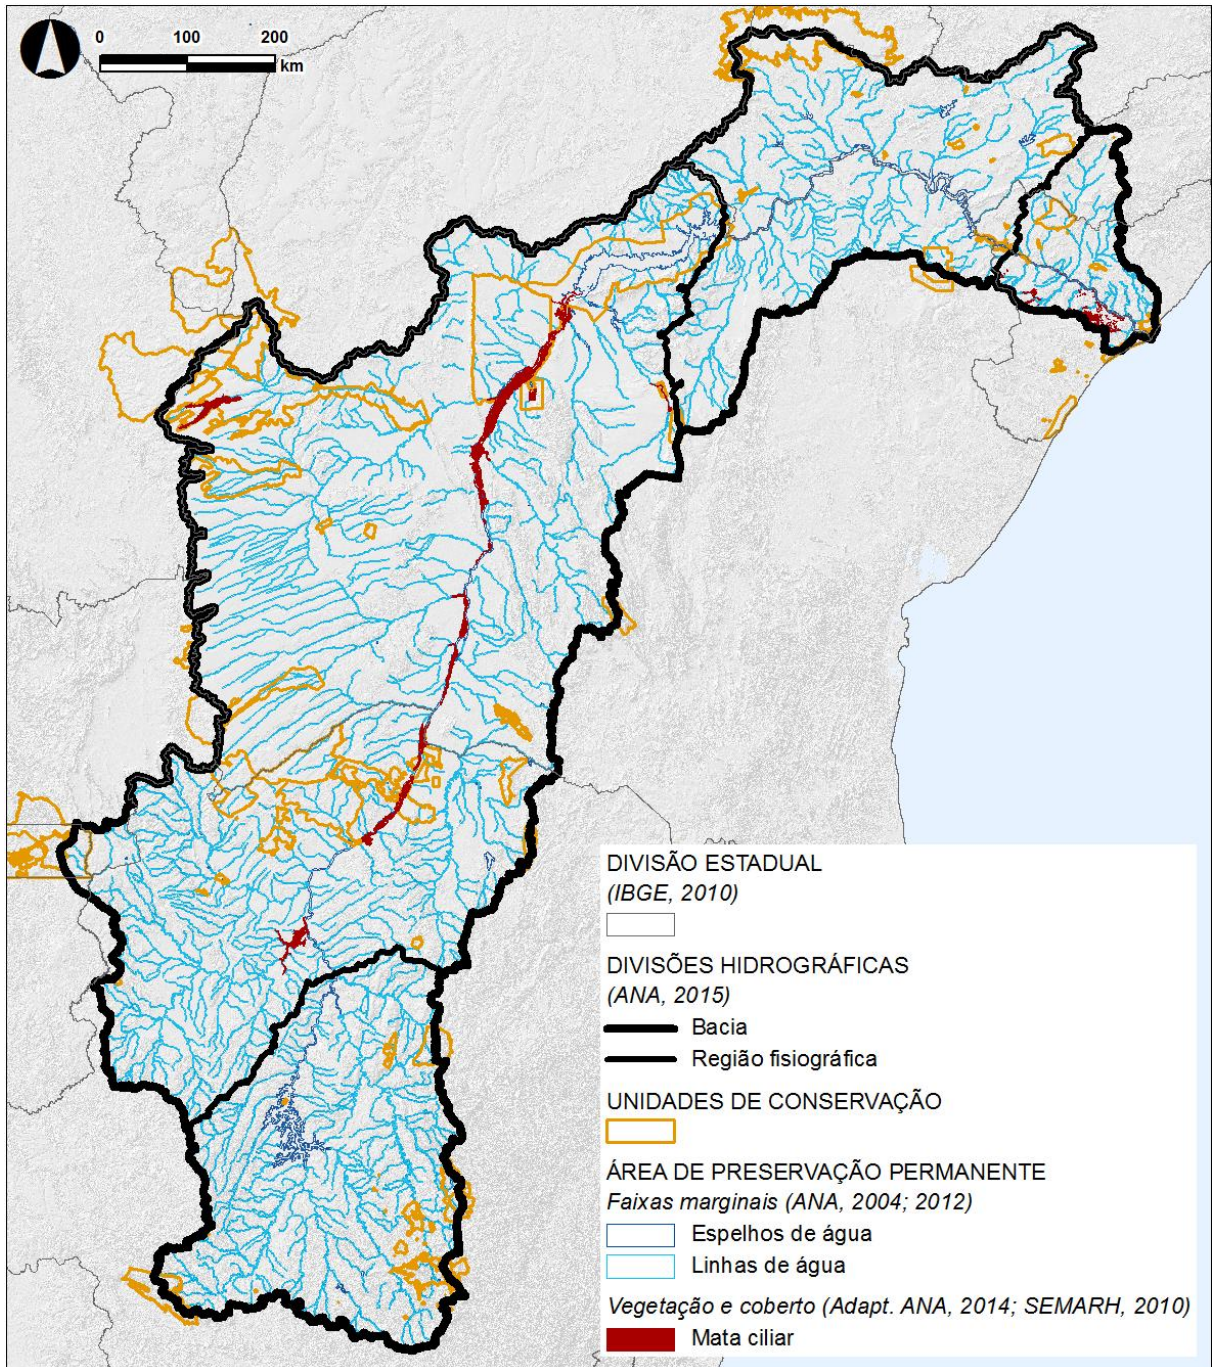 0 100 200
km
DIVISÃO ESTADUAL
(IBGE, 2010)
DIVISÕES HIDROGRÁFICAS
(ANA, 2015)
Bacia
Região fisiográfica
UNIDADES DE CONSERVAÇÃO
ÁREA DE PRESERVAÇÃO PERMANENTE
Faixas marginais (ANA, 2004; 2012)
Espelhos de água
Linhas de água
Vegetação e coberto (Adapt. ANA, 2014; SEMARH, 2010)
Mata ciliar